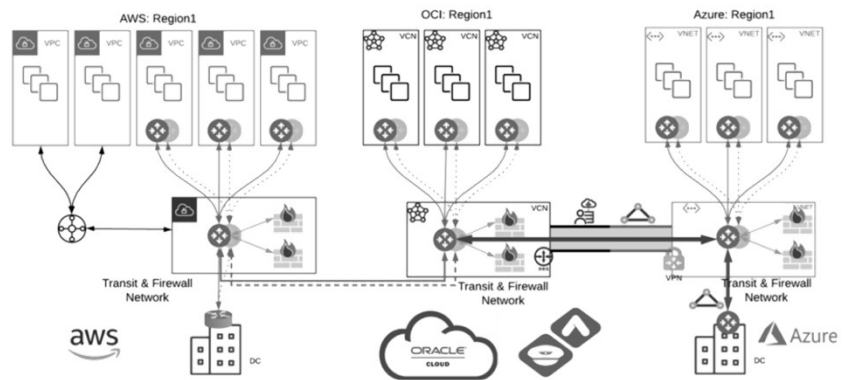 AWS: Region1
OCI: Region1
Azure: Region1
VPC
VPC
VPC
VPC
VPC
VCN
VCN
VCN
VNET
VNET
VNET
VCN
VNET
DRG
VPN
Transit & Firewall
Network
Transit & Firewall
Network
Transit & Firewall
Network
aws
DC
ORACLE
CLOUD
DC
Azure